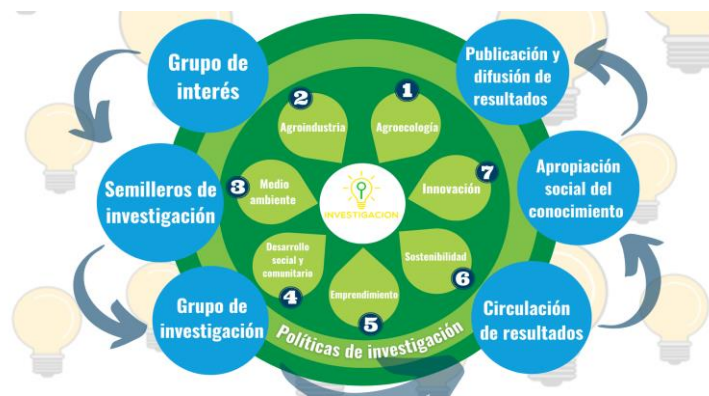 Grupo de
interés
Semilleros de
investigación
Grupo de
investigación
Publicación y
difusión de
resultados
Apropiación
social del
conocimiento
Circulación
de resultados
1
Agroecología
2
Agroindustria
3
Medio
ambiente
Desarrollo
social y
comunitario
4
Emprendimiento
5
Sostenibilidad
6
7
Innovación
INVESTIGACION
Políticas de investigación